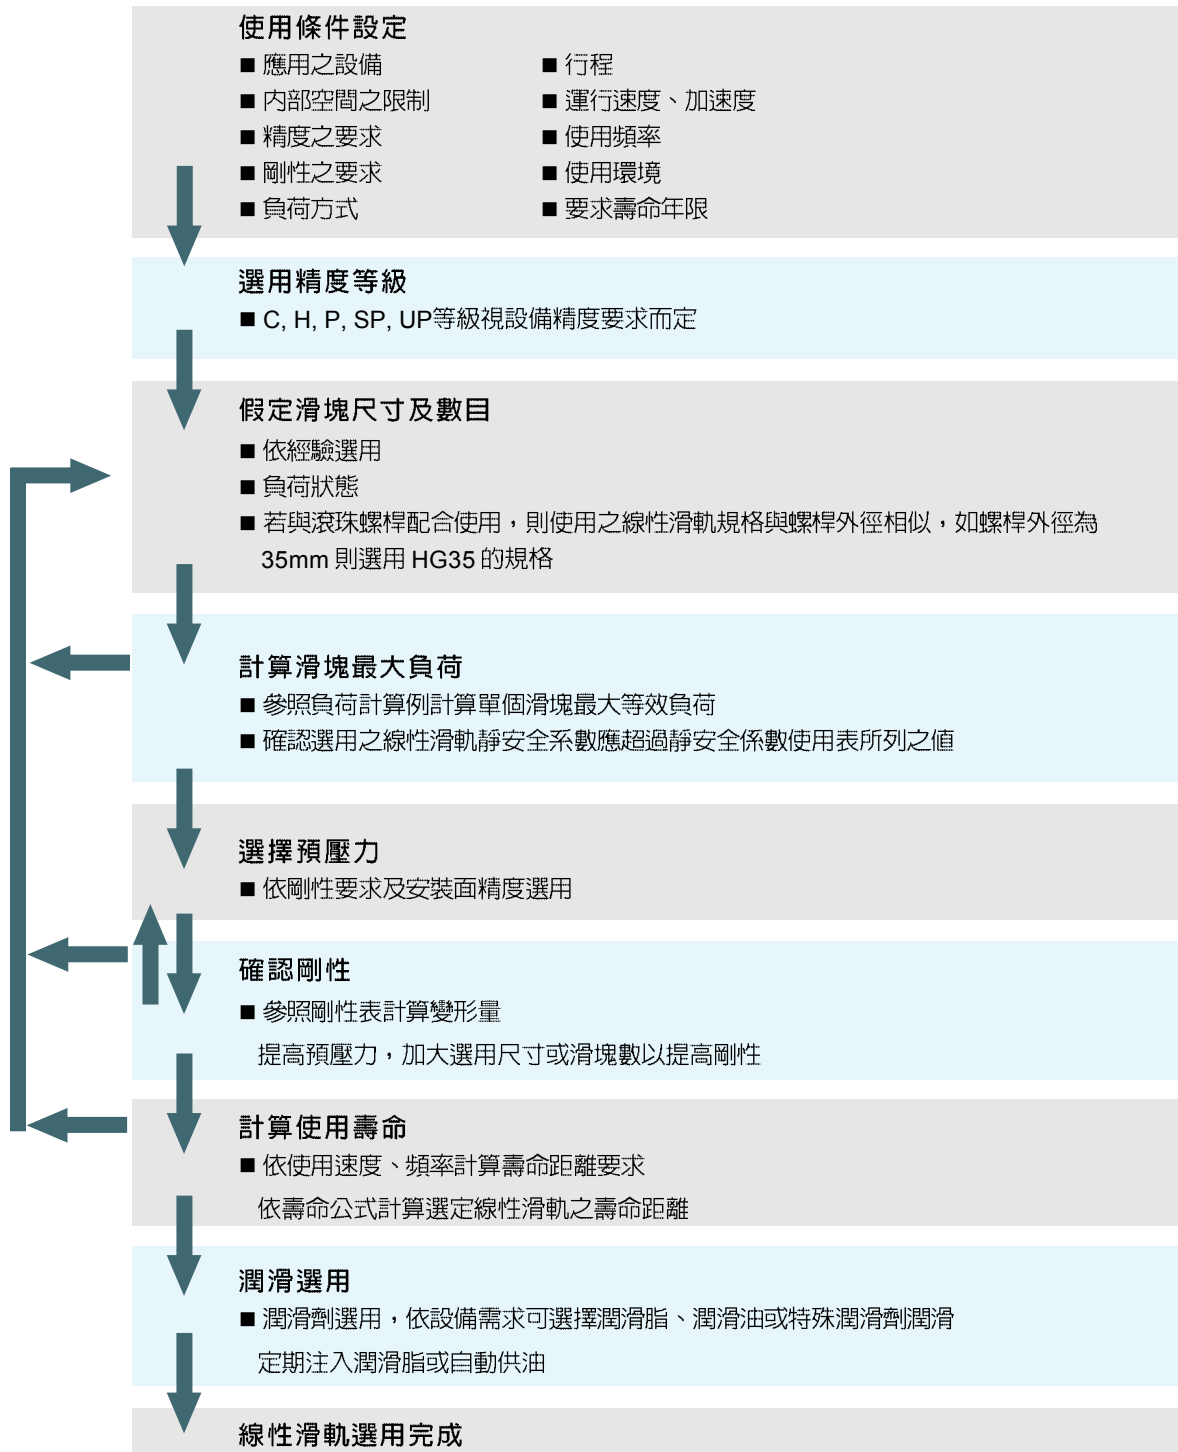 使用條件設定
■ 應用之設備
■ 行程
■ 內部空間之限制
■ 運行速度、加速度
■ 精度之要求
■ 使用頻率
■ 剛性之要求
■ 使用環境
■ 負荷方式
■ 要求壽命年限
選用精度等級
■ C, H, P, SP, UP等級視設備精度要求而定
假定滑塊尺寸及數目
■ 依經驗選用
■ 負荷狀態
■ 若與滾珠螺桿配合使用，則使用之線性滑軌規格與螺桿外徑相似，如螺桿外徑為
35mm 則選用 HG35 的規格
計算滑塊最大負荷
■ 參照負荷計算例計算單個滑塊最大等效負荷
■ 確認選用之線性滑軌靜安全系數應超過靜安全係數使用表所列之值
選擇預壓力
■ 依剛性要求及安裝面精度選用
確認剛性
■ 參照剛性表計算變形量
提高預壓力，加大選用尺寸或滑塊數以提高剛性
計算使用壽命
■ 依使用速度、頻率計算壽命距離要求
依壽命公式計算選定線性滑軌之壽命距離
潤滑選用
■ 潤滑劑選用，依設備需求可選擇潤滑脂、潤滑油或特殊潤滑劑潤滑
定期注入潤滑脂或自動供油
線性滑軌選用完成